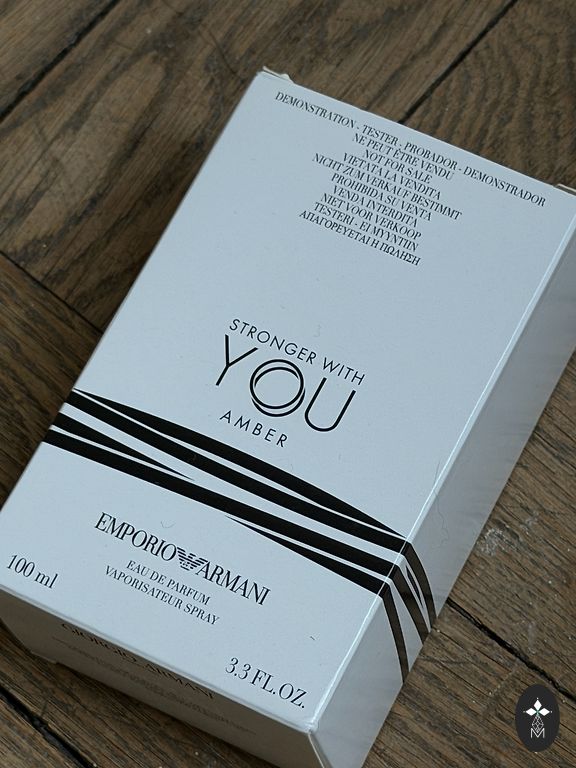 DEMONSTRATION - TESTER - PROBADOR - DEMONSTRADOR
NE PEUT ÊTRE VENDU
NOT FOR SALE
VIETATA LA VENDITA
NICHT ZUM VERKAUF BESTIMMT
PROHIBIDA SU VENTA
VENDA INTERDITA
NIET VOOR VERKOOP
TESTERI - EI MYYNTIIN
ΑΠΑΓΟΡΕΥΕΤΑΙ Η ΠΩΛΗΣΗ
STRONGER WITH
YOU
AMBER
EMPORIO ARMANI
EAU DE PARFUM
VAPORISATEUR SPRAY
100 ml
3.3 FL. OZ.
GIORGIO ARMANI
M